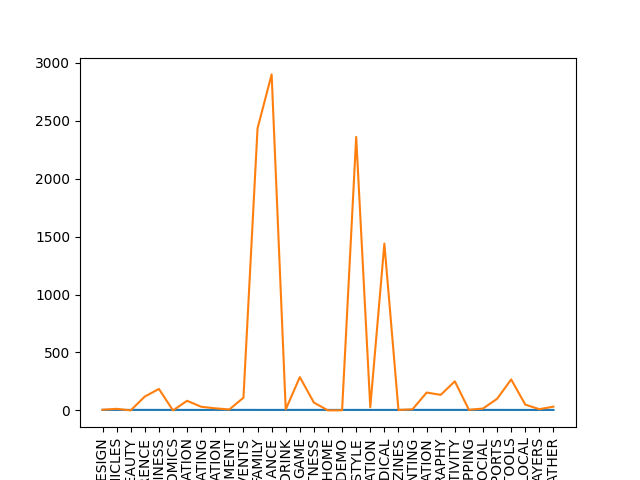 3000
2500
2000
1500
1000
500
0
ESIGN
ICLES
EAUTY
ENCE
INESS
OMICS
ATION
ATING
ATION
MENT
VENTS
FAMILY
ANCE
DRINK
GAME
TNESS
HOME
DEMO
STYLE
ATION
DICAL
ZINES
NTING
ATION
RAPHY
TIVITY
PPING
OCIAL
PORTS
TOOLS
LOCAL
AYERS
ATHER